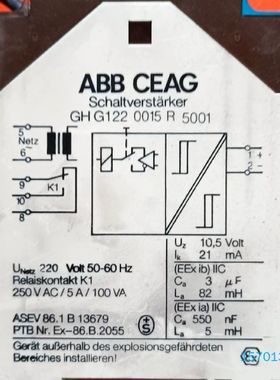 ABB CEAG
Schaltverstärker
GH G122 0015 R 5001
5
Netz
6
9
K1
10
8
1 +
2 -
Uz 10,5 Volt
Ik 21 mA
(EEx ib) IIC
Ca 3 µF
La 82 mH
(EEx ia) IIC
Ca 550 nF
La 5 mH
UNetz 220 Volt 50-60 Hz
Relaiskontakt K1
250 V AC / 5 A / 100 VA
ASEV 86.1 B 13679
PTB Nr. Ex-86.B.2055
+S
Gerät außerhalb des explosionsgefährdeten
Bereiches installieren!
Ex